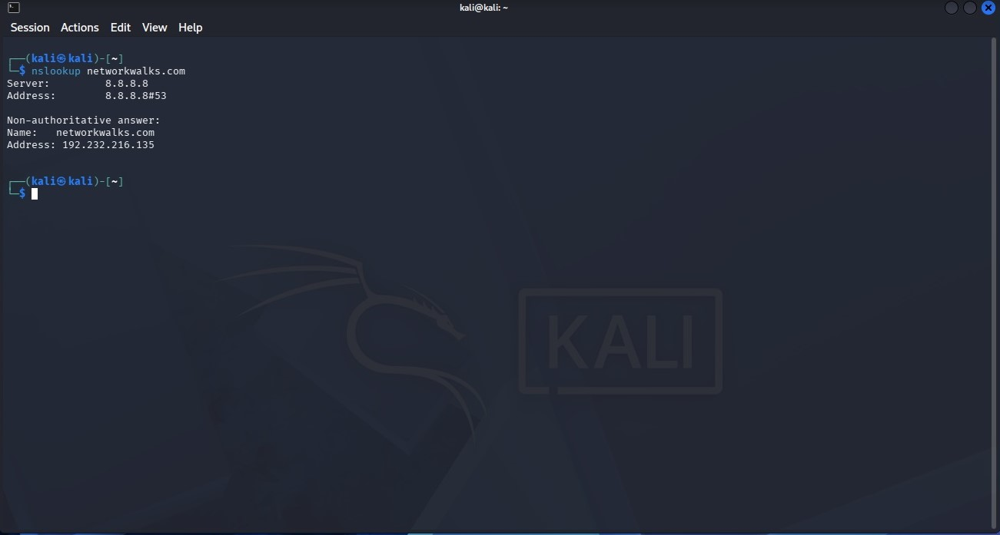 kali@kali: ~
Session Actions Edit View Help
┌──(kali㉿kali)-[~]
└─$ nslookup networkwalks.com
Server:         8.8.8.8
Address:        8.8.8.8#53

Non-authoritative answer:
Name:   networkwalks.com
Address: 192.232.216.135

┌──(kali㉿kali)-[~]
└─$
KALI